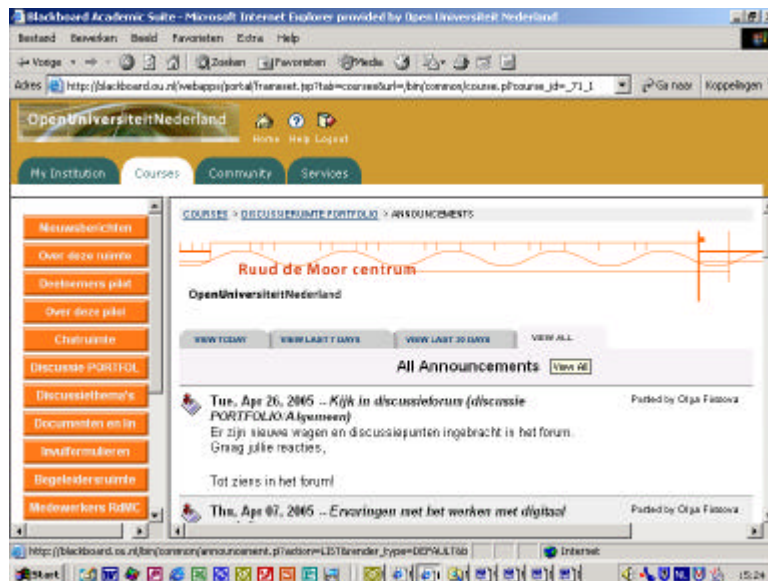 Blackboard Academic Suite - Microsoft Internet Explorer provided by Open Universiteit Nederland
Bestand Bewerken Beeld Favorieten Extra Help
Vorige Zoeken Favorieten Media
Adres http://blackboard.ou.nl/webapps/portal/frameset.jsp?tab=courses&url=/bin/common/course.pl?course_id=_71_1 Ga naar Koppelingen
OpenUniversiteitNederland
Home Help Logout
My Institution Courses Community Services
COURSES > DISCUSSIERUIMTE PORTFOLIO > ANNOUNCEMENTS
Nieuwsberichten
Over deze ruimte
Deelnemers pilot
Over deze pilot
Chatruimte
Discussie PORTFOL
Discussiethema's
Documenten en lin
Invulformulieren
Begeleidersruimte
Medewerkers RdMC
Ruud de Moor centrum
OpenUniversiteitNederland
VIEW TODAY VIEW LAST 7 DAYS VIEW LAST 30 DAYS VIEW ALL
All Announcements View All
Tue, Apr 26, 2005 -- Kijk in discussieforum (discussie Posted by Olga Firssova
PORTFOLIO/Algemeen)
Er zijn nieuwe vragen en discussiepunten ingebracht in het forum.
Graag jullie reacties,
Tot ziens in het forum!
Thu, Apr 07, 2005 -- Ervaringen met het werken met digitaal Posted by Olga Firssova
http://blackboard.ou.nl/bin/common/announcement.pl?action=LIST&render_type=DEFAULT&b Internet
Start NL 15:24